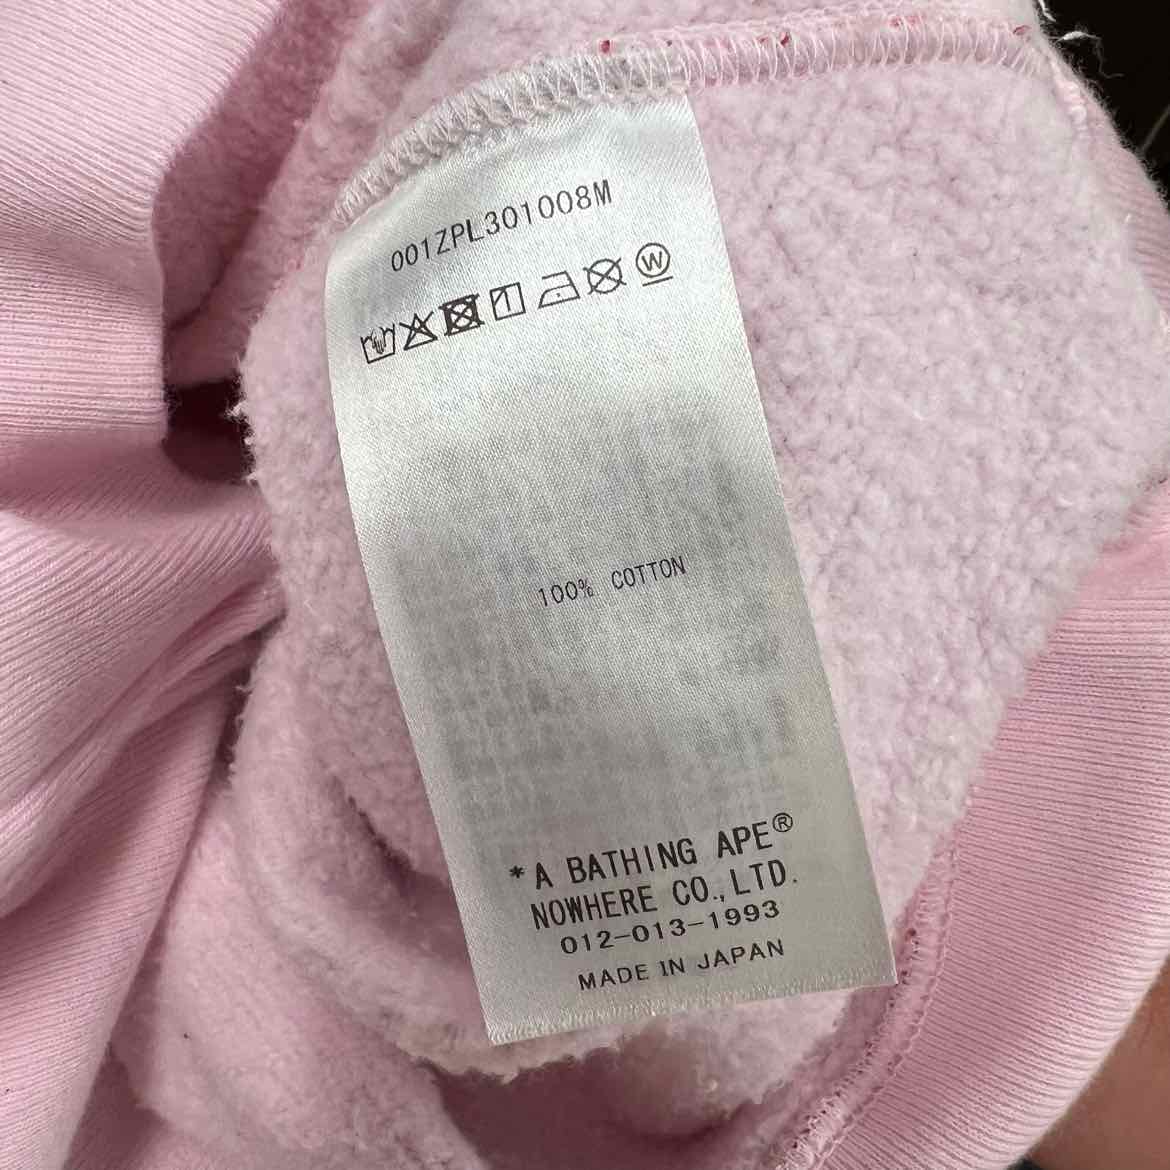 001ZPL301008M
W
100% COTTON
*A BATHING APE®
NOWHERE CO.,LTD.
012-013-1993
MADE IN JAPAN